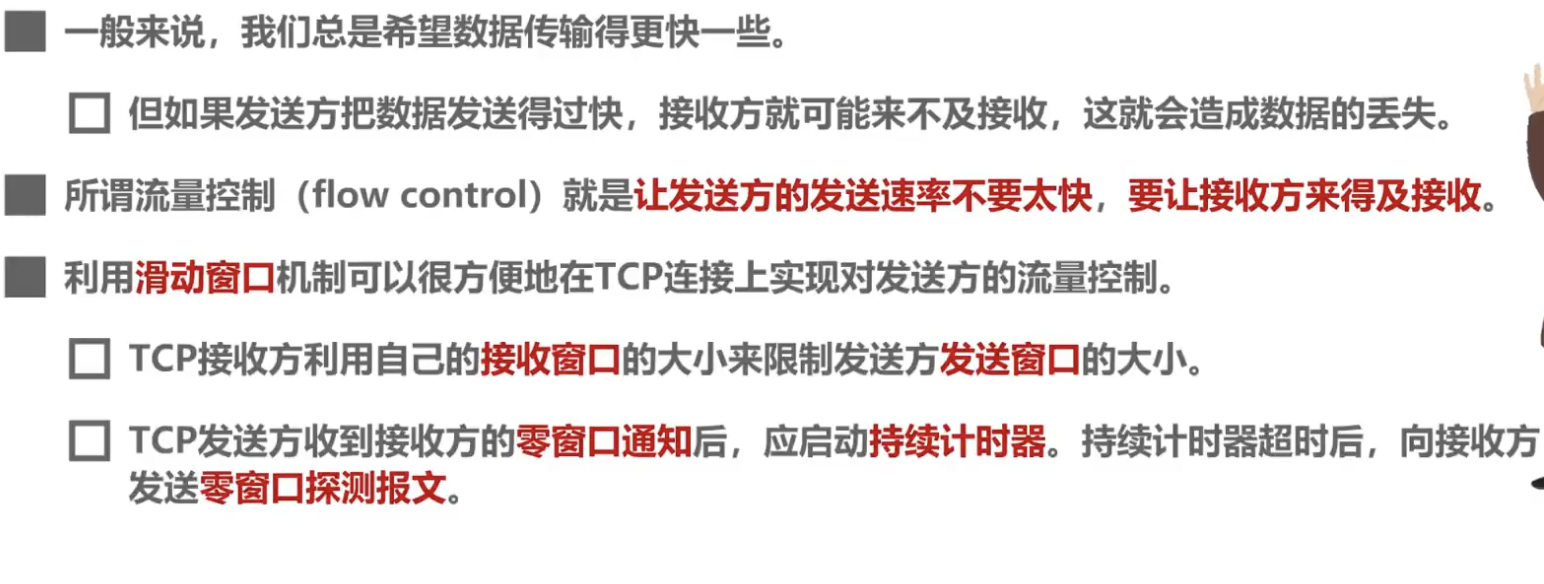 一般来说，我们总是希望数据传输得更快一些。
但如果发送方把数据发送得过快，接收方就可能来不及接收，这就会造成数据的丢失。
所谓流量控制（flow control）就是让发送方的发送速率不要太快，要让接收方来得及接收。
利用滑动窗口机制可以很方便地在TCP连接上实现对发送方的流量控制。
TCP接收方利用自己的接收窗口的大小来限制发送方发送窗口的大小。
TCP发送方收到接收方的零窗口通知后，应启动持续计时器。持续计时器超时后，向接收方
发送零窗口探测报文。